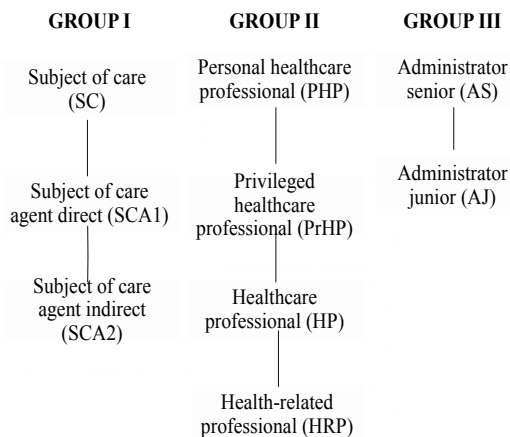 GROUP I
Subject of care
(SC)
Subject of care
agent direct (SCA1)
Subject of care
agent indirect
(SCA2)
GROUP II
Personal healthcare
professional (PHP)
Privileged
healthcare
professional (PrHP)
Healthcare
professional (HP)
Health-related
professional (HRP)
GROUP III
Administrator
senior (AS)
Administrator
junior (AJ)